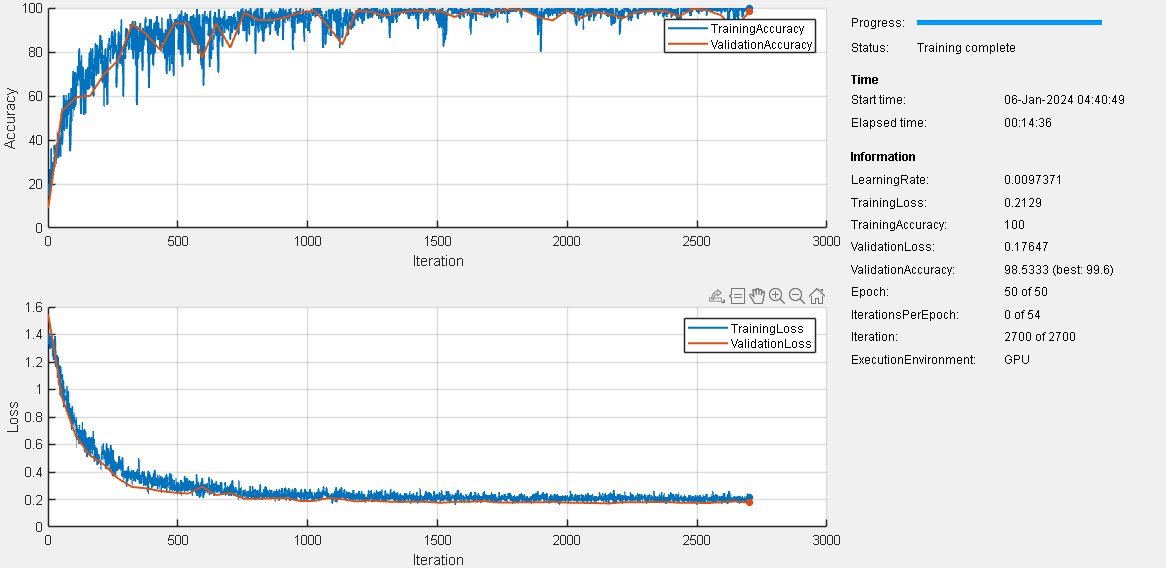 100
80
60
40
20
0
Accuracy
0 500 1000 1500 2000 2500 3000
Iteration
TrainingAccuracy
ValidationAccuracy
1.6
1.4
1.2
1
0.8
0.6
0.4
0.2
0
Loss
0 500 1000 1500 2000 2500 3000
Iteration
TrainingLoss
ValidationLoss
Progress:
Status: Training complete
Time
Start time: 06-Jan-2024 04:40:49
Elapsed time: 00:14:36
Information
LearningRate: 0.0097371
TrainingLoss: 0.2129
TrainingAccuracy: 100
ValidationLoss: 0.17647
ValidationAccuracy: 98.5333 (best: 99.6)
Epoch: 50 of 50
IterationsPerEpoch: 0 of 54
Iteration: 2700 of 2700
ExecutionEnvironment: GPU